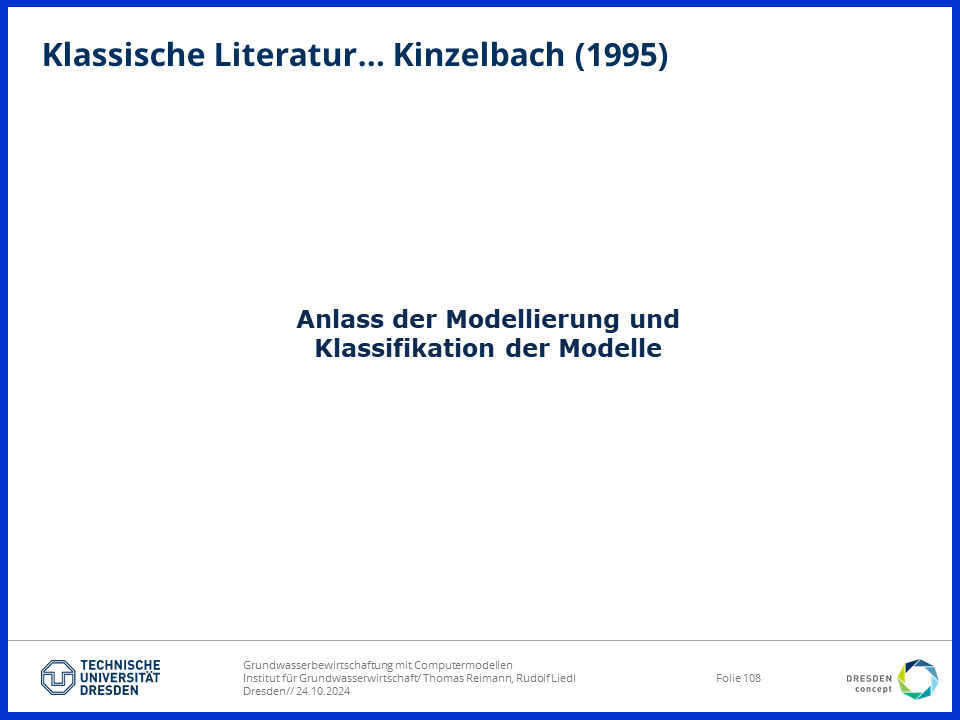 Klassische Literatur… Kinzelbach (1995)
Anlass der Modellierung und
Klassifikation der Modelle
TECHNISCHE
UNIVERSITÄT
DRESDEN
Grundwasserbewirtschaftung mit Computermodellen
Institut für Grundwasserwirtschaft/ Thomas Reimann, Rudolf Liedl
Dresden// 24.10.2024
Folie 108
DRESDEN
concept